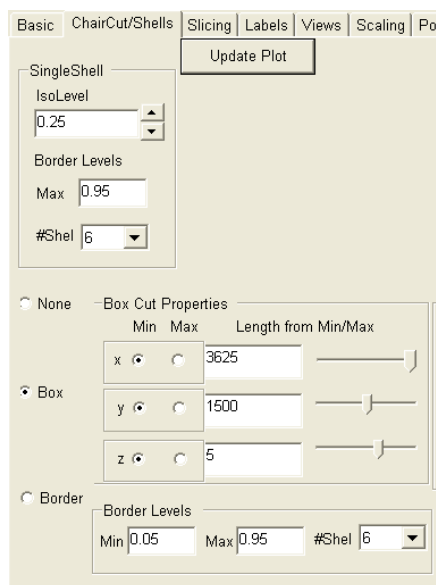 Basic ChairCut/Shells Slicing Labels Views Scaling Po
Update Plot
SingleShell
IsoLevel
0.25
Border Levels
Max 0.95
#Shel 6
None Box Cut Properties
Min Max Length from Min/Max
x 3625
Box
y 1500
z 5
Border
Border Levels
Min 0.05 Max 0.95 #Shel 6